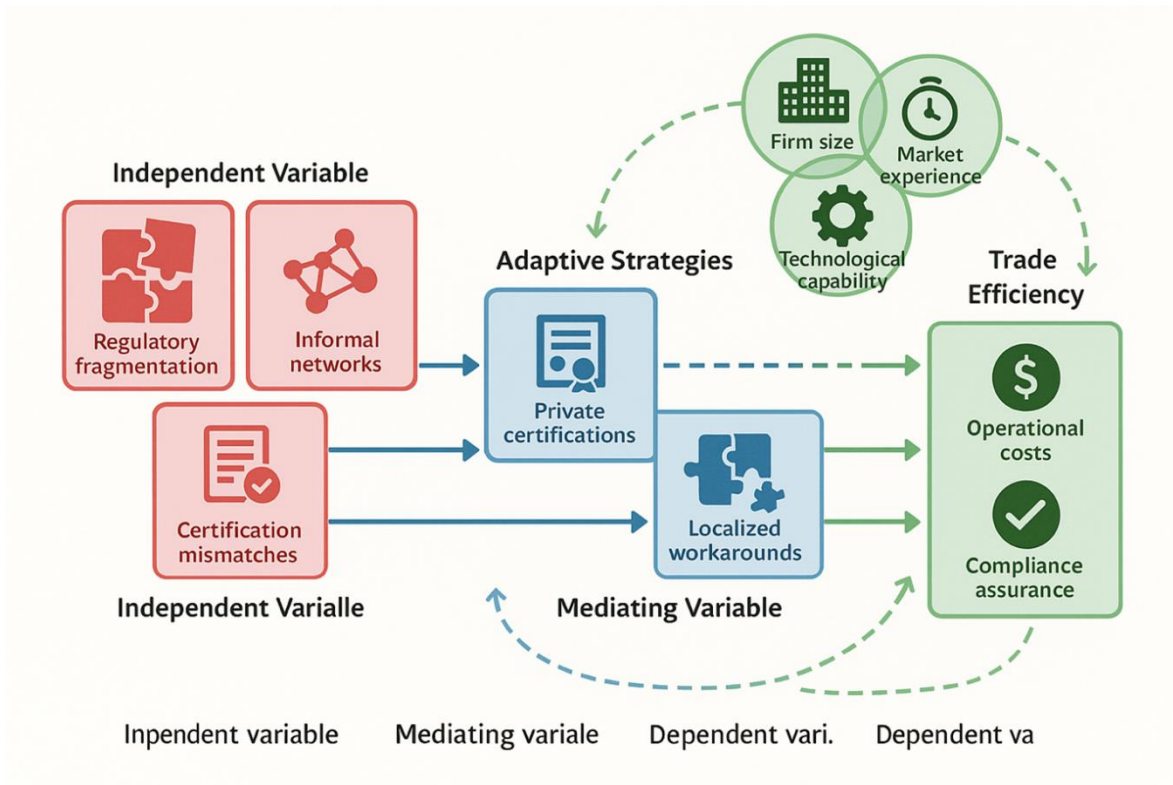 Firm size
Market
experience
Technological
capability
Independent Variable
Regulatory
fragmentation
Informal
networks
Certification
mismatches
Independent Varialle
Adaptive Strategies
Private
certifications
Localized
workarounds
Mediating Variable
Trade
Efficiency
$
Operational
costs
Compliance
assurance
Inpendent variable
Mediating variale
Dependent vari.
Dependent va